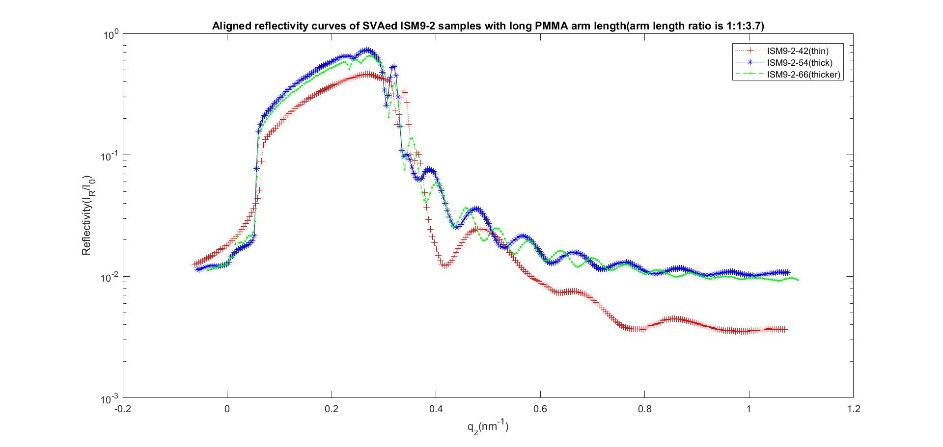 Aligned reflectivity curves of SVAed ISM9-2 samples with long PMMA arm length(arm length ratio is 1:1:3.7)
ISM9-2-42(thin)
ISM9-2-54(thick)
ISM9-2-66(thicker)
Reflectivity(I_R/I_0)
10^0
10^-1
10^-2
10^-3
-0.2 0 0.2 0.4 0.6 0.8 1 1.2
q_z(nm^-1)